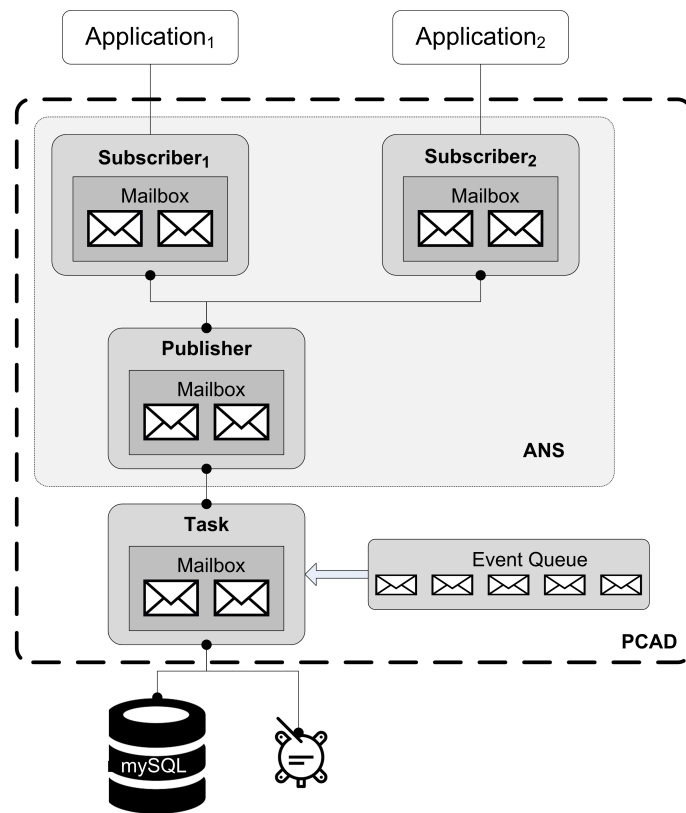 Application₁
Application₂
Subscriber₁
Mailbox
Subscriber₂
Mailbox
Publisher
Mailbox
ANS
Task
Mailbox
Event Queue
PCAD
mySQL